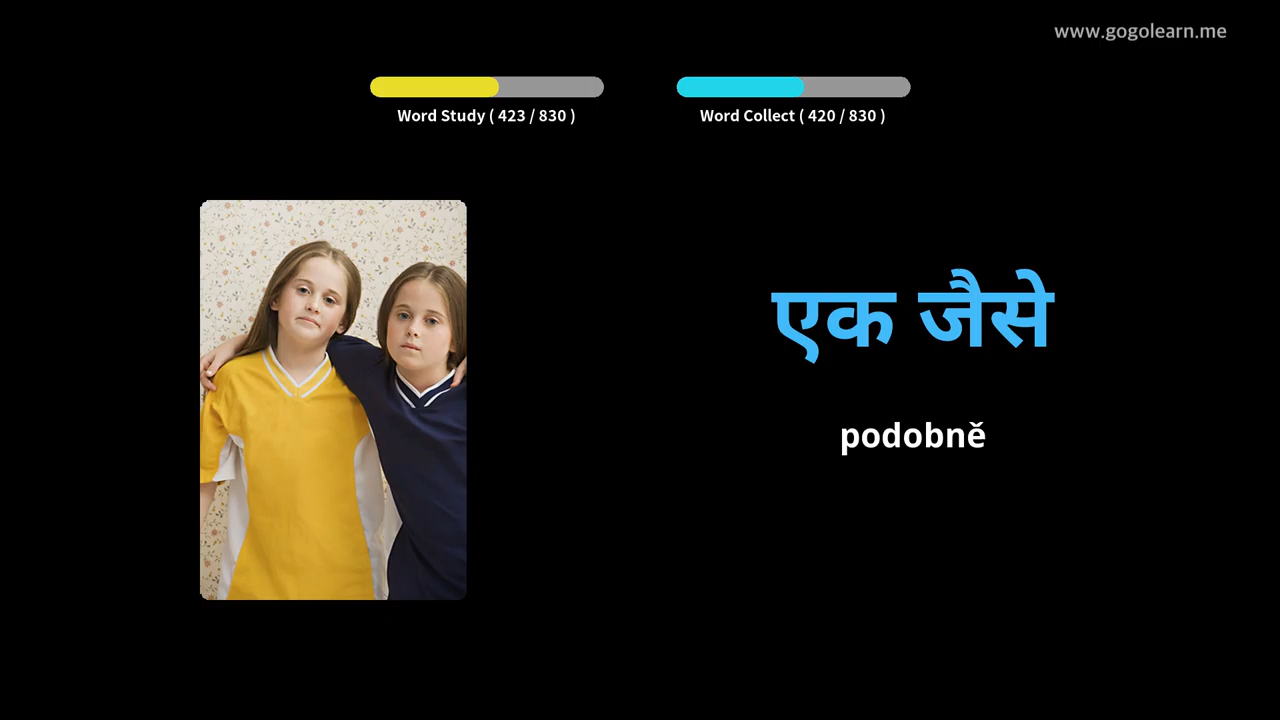 www.gogolearn.me
Word Study ( 423 / 830 )
Word Collect ( 420 / 830 )
एक जैसे
podobně